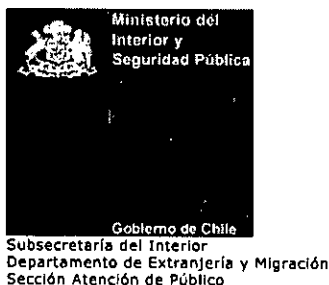 Ministerio del
Interior y
Seguridad Pública
Gobierno de Chile
Subsecretaría del Interior
Departamento de Extranjería y Migración
Sección Atención de Público